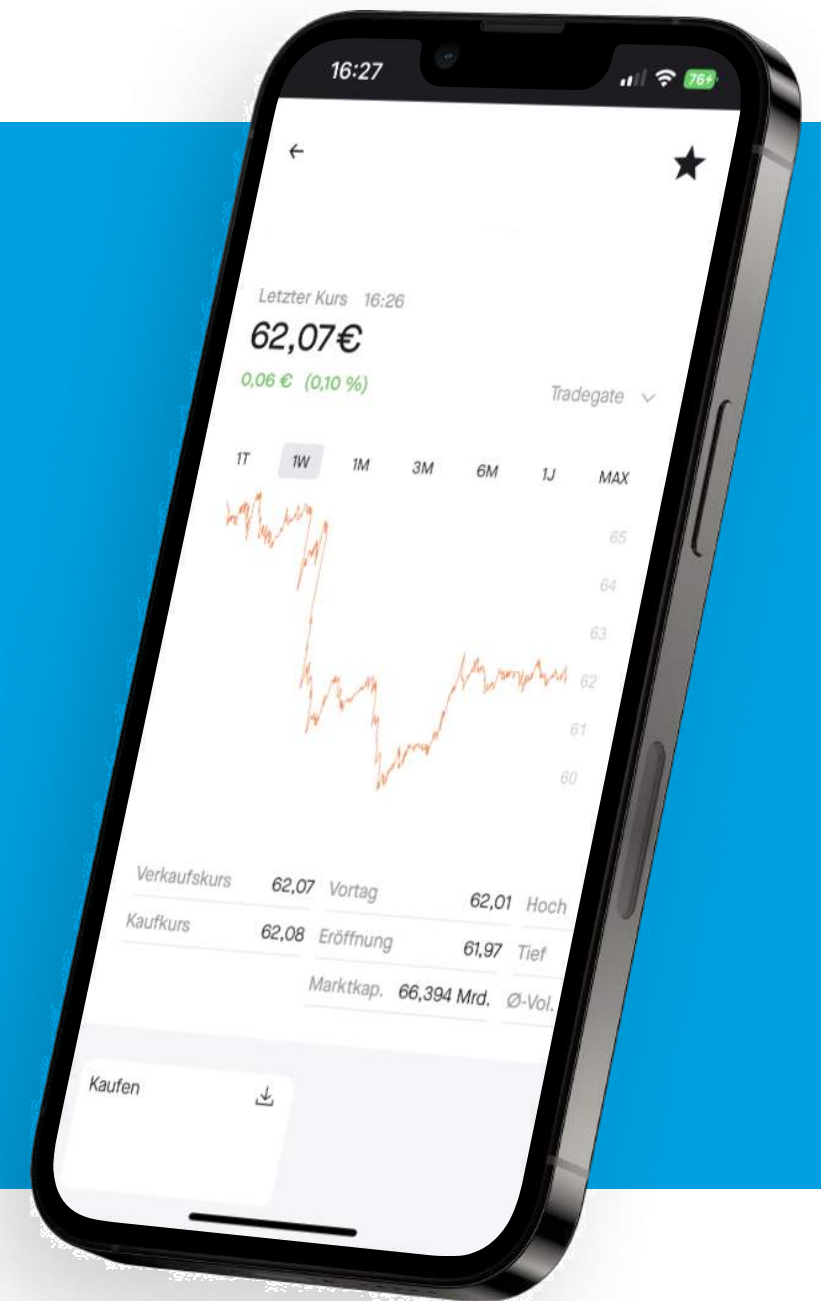 16:27 76+
Letzter Kurs 16:26
62,07€
0,06 € (0,10 %)
Tradegate
1T 1W 1M 3M 6M 1J MAX
65
64
63
62
61
60
Verkaufskurs 62,07 Vortag 62,01 Hoch
Kaufkurs 62,08 Eröffnung 61,97 Tief
Marktkap. 66,394 Mrd. Ø-Vol.
Kaufen